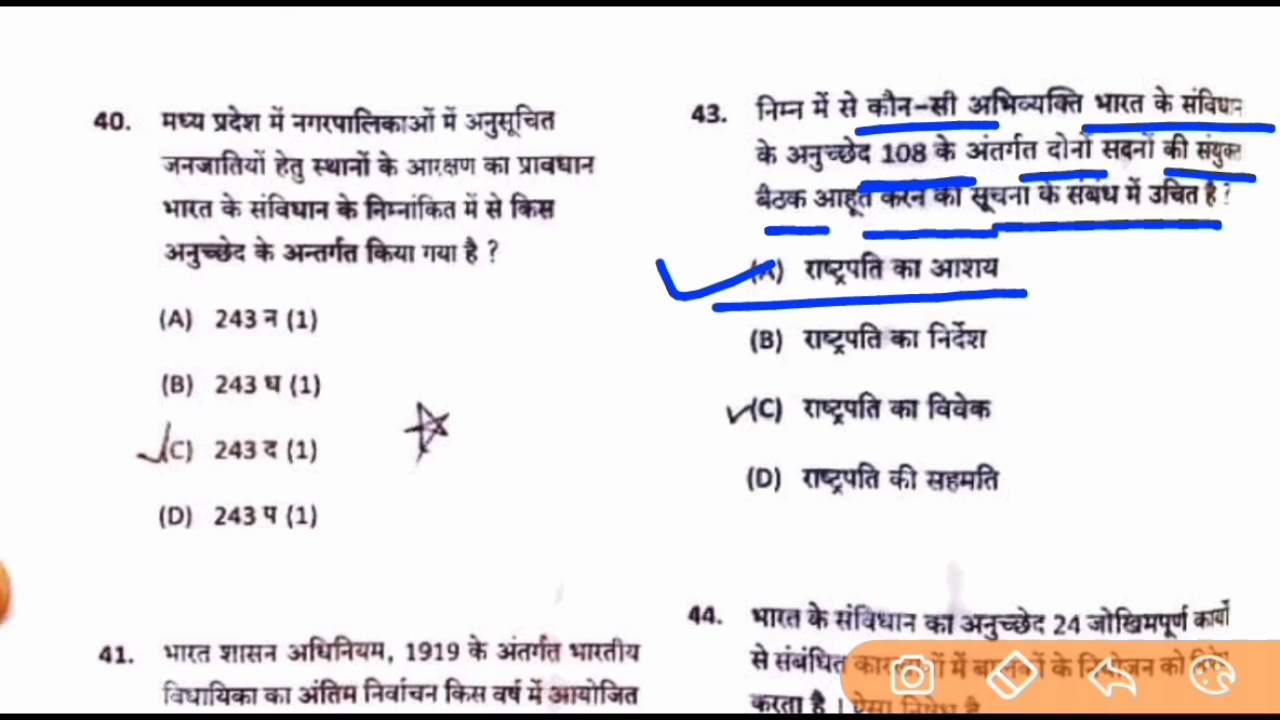 40. मध्य प्रदेश में नगरपालिकाओं में अनुसूचित
जनजातियों हेतु स्थानों के आरक्षण का प्रावधान
भारत के संविधान के निम्नांकित में से किस
अनुच्छेद के अन्तर्गत किया गया है ?
(A) 243 न (1)
(B) 243 ध (1)
(C) 243 द (1)
(D) 243 प (1)
41. भारत शासन अधिनियम, 1919 के अंतर्गत भारतीय
विधायिका का अंतिम निर्वाचन किस वर्ष में आयोजित
43. निम्न में से कौन-सी अभिव्यक्ति भारत के संविधान
के अनुच्छेद 108 के अंतर्गत दोनों सदनों की संयुक्त
बैठक आहूत करने की सूचना के संबंध में उचित है ?
(A) राष्ट्रपति का आशय
(B) राष्ट्रपति का निर्देश
(C) राष्ट्रपति का विवेक
(D) राष्ट्रपति की सहमति
44. भारत के संविधान का अनुच्छेद 24 जोखिमपूर्ण कार्यों
से संबंधित में के को
करता है । ऐसा निषेध है